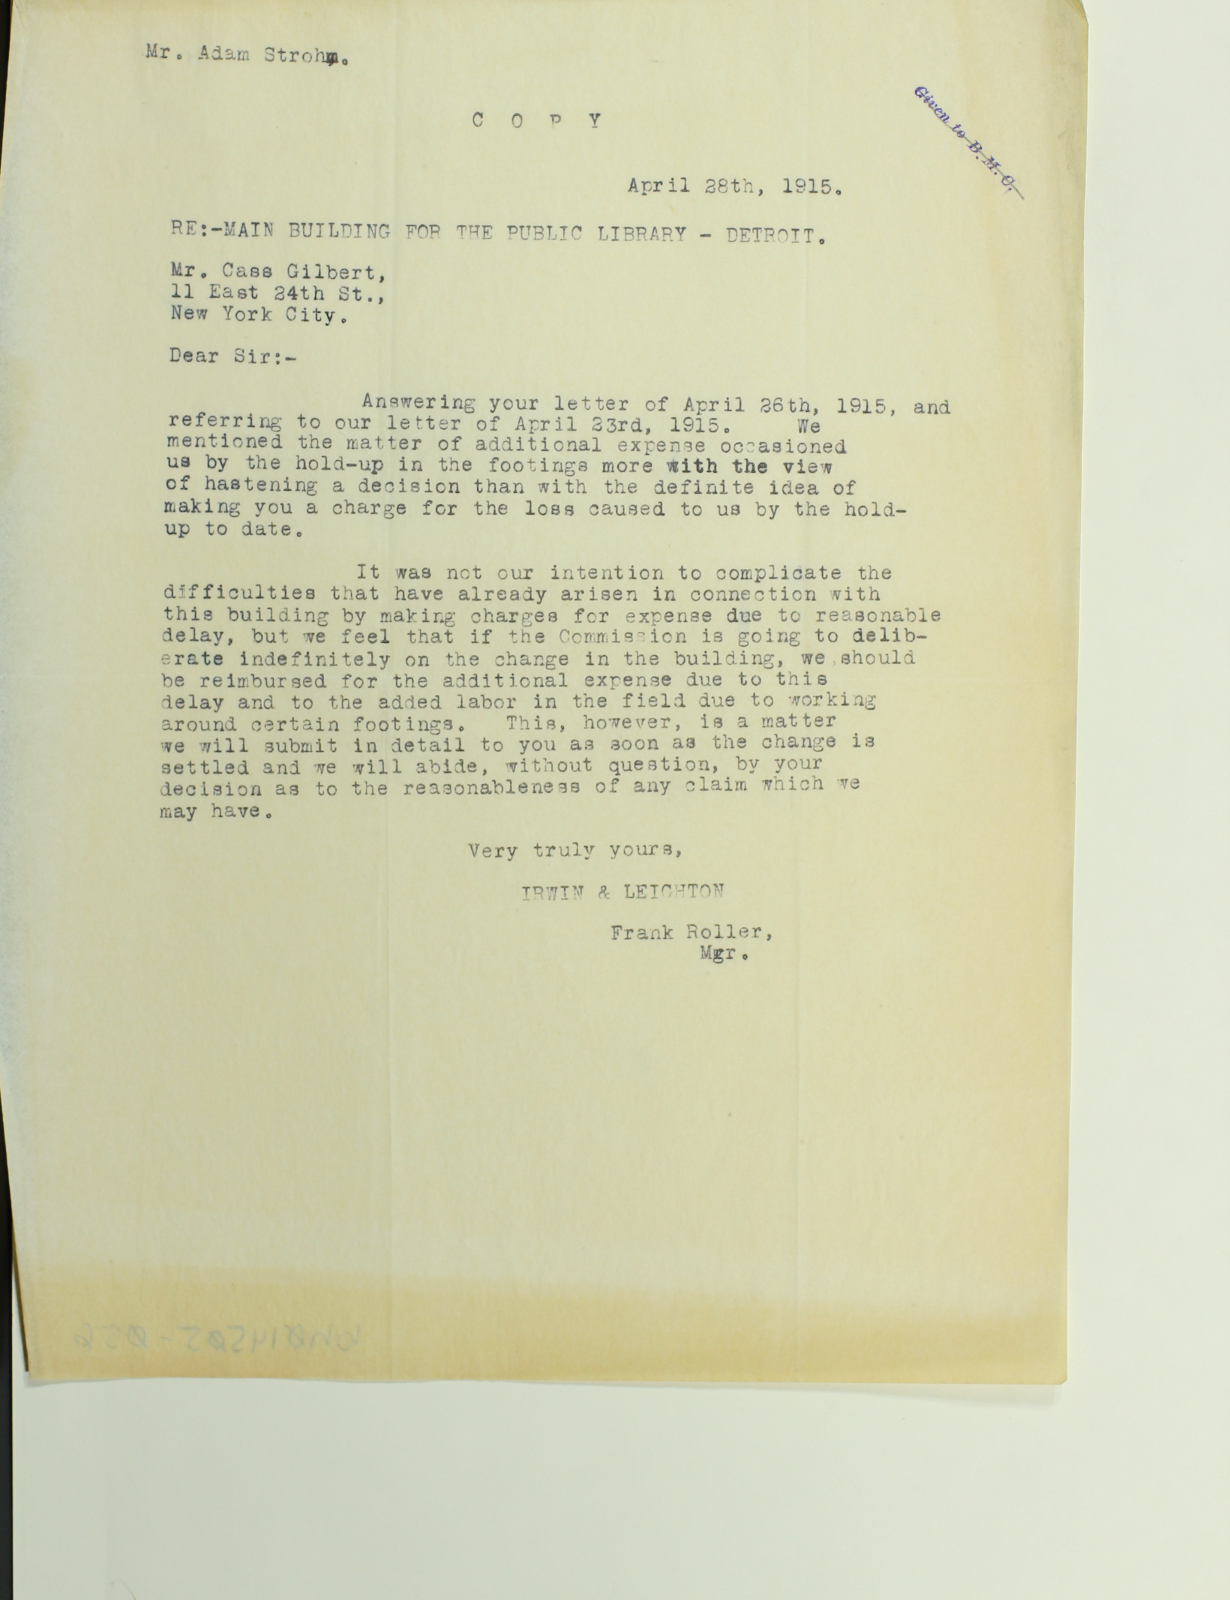 Mr. Adam Strohm.
Given to B. M. C.
C O P Y
April 28th, 1915.
RE:-MAIN BUILDING FOR THE PUBLIC LIBRARY - DETROIT.
Mr. Cass Gilbert,
11 East 24th St.,
New York City.
Dear Sir:-
Answering your letter of April 26th, 1915, and
referring to our letter of April 23rd, 1915. We
mentioned the matter of additional expense occasioned
us by the hold-up in the footings more with the view
of hastening a decision than with the definite idea of
making you a charge for the loss caused to us by the hold-
up to date.
It was not our intention to complicate the
difficulties that have already arisen in connection with
this building by making charges for expense due to reasonable
delay, but we feel that if the Commission is going to delib-
erate indefinitely on the change in the building, we should
be reimbursed for the additional expense due to this
delay and to the added labor in the field due to working
around certain footings. This, however, is a matter
we will submit in detail to you as soon as the change is
settled and we will abide, without question, by your
decision as to the reasonableness of any claim which we
may have.
Very truly yours,
IRWIN & LEIGHTON
Frank Roller,
Mgr.